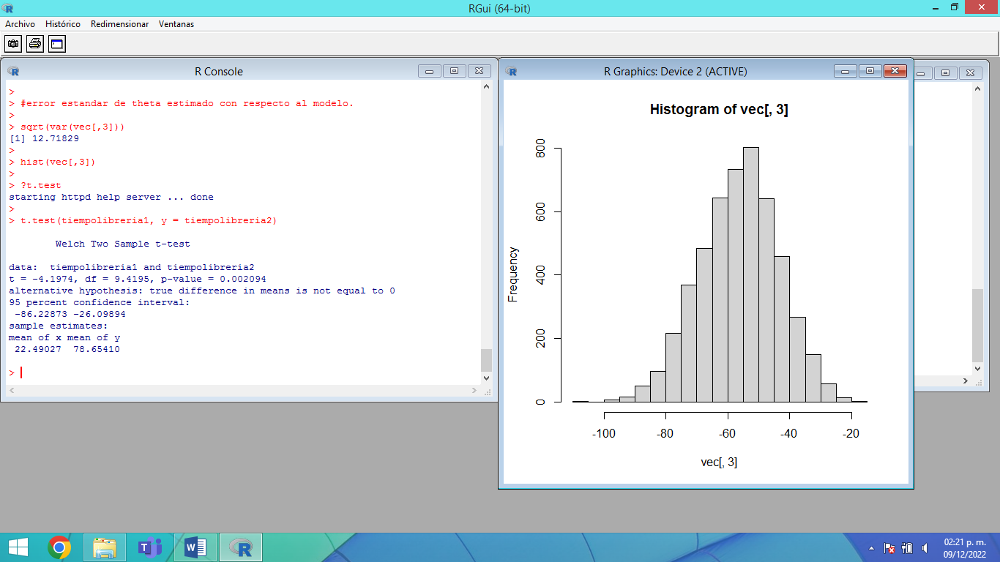 RGui (64-bit)
Archivo Histórico Redimensionar Ventanas
R Console
>
> #error estandar de theta estimado con respecto al modelo.
>
> sqrt(var(vec[,3]))
[1] 12.71829
>
> hist(vec[,3])
>
> ?t.test
starting httpd help server ... done
>
> t.test(tiempolibreria1, y = tiempolibreria2)
Welch Two Sample t-test
data:  tiempolibreria1 and tiempolibreria2
t = -4.1974, df = 9.4195, p-value = 0.002094
alternative hypothesis: true difference in means is not equal to 0
95 percent confidence interval:
-86.22873 -26.09894
sample estimates:
mean of x mean of y
22.49027  78.65410
>
R Graphics: Device 2 (ACTIVE)
Histogram of vec[, 3]
Frequency
800
600
400
200
0
-100 -80 -60 -40 -20
vec[, 3]
02:21 p. m.
09/12/2022